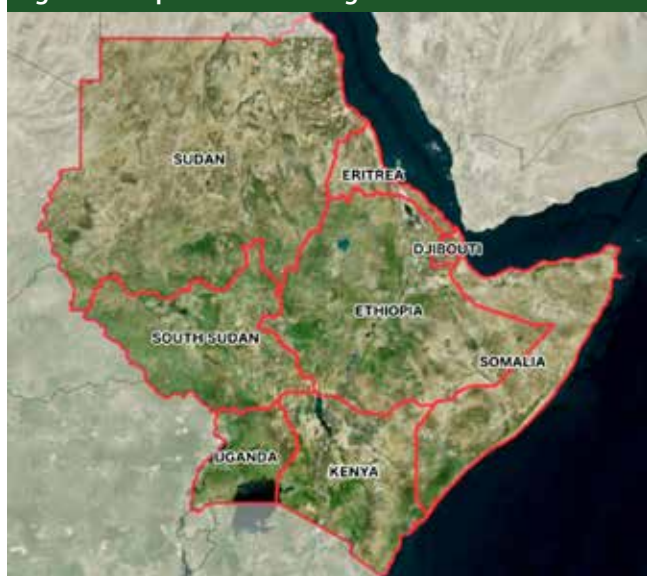 SUDAN
ERITREA
DJIBOUTI
ETHIOPIA
SOUTH SUDAN
SOMALIA
UGANDA
KENYA